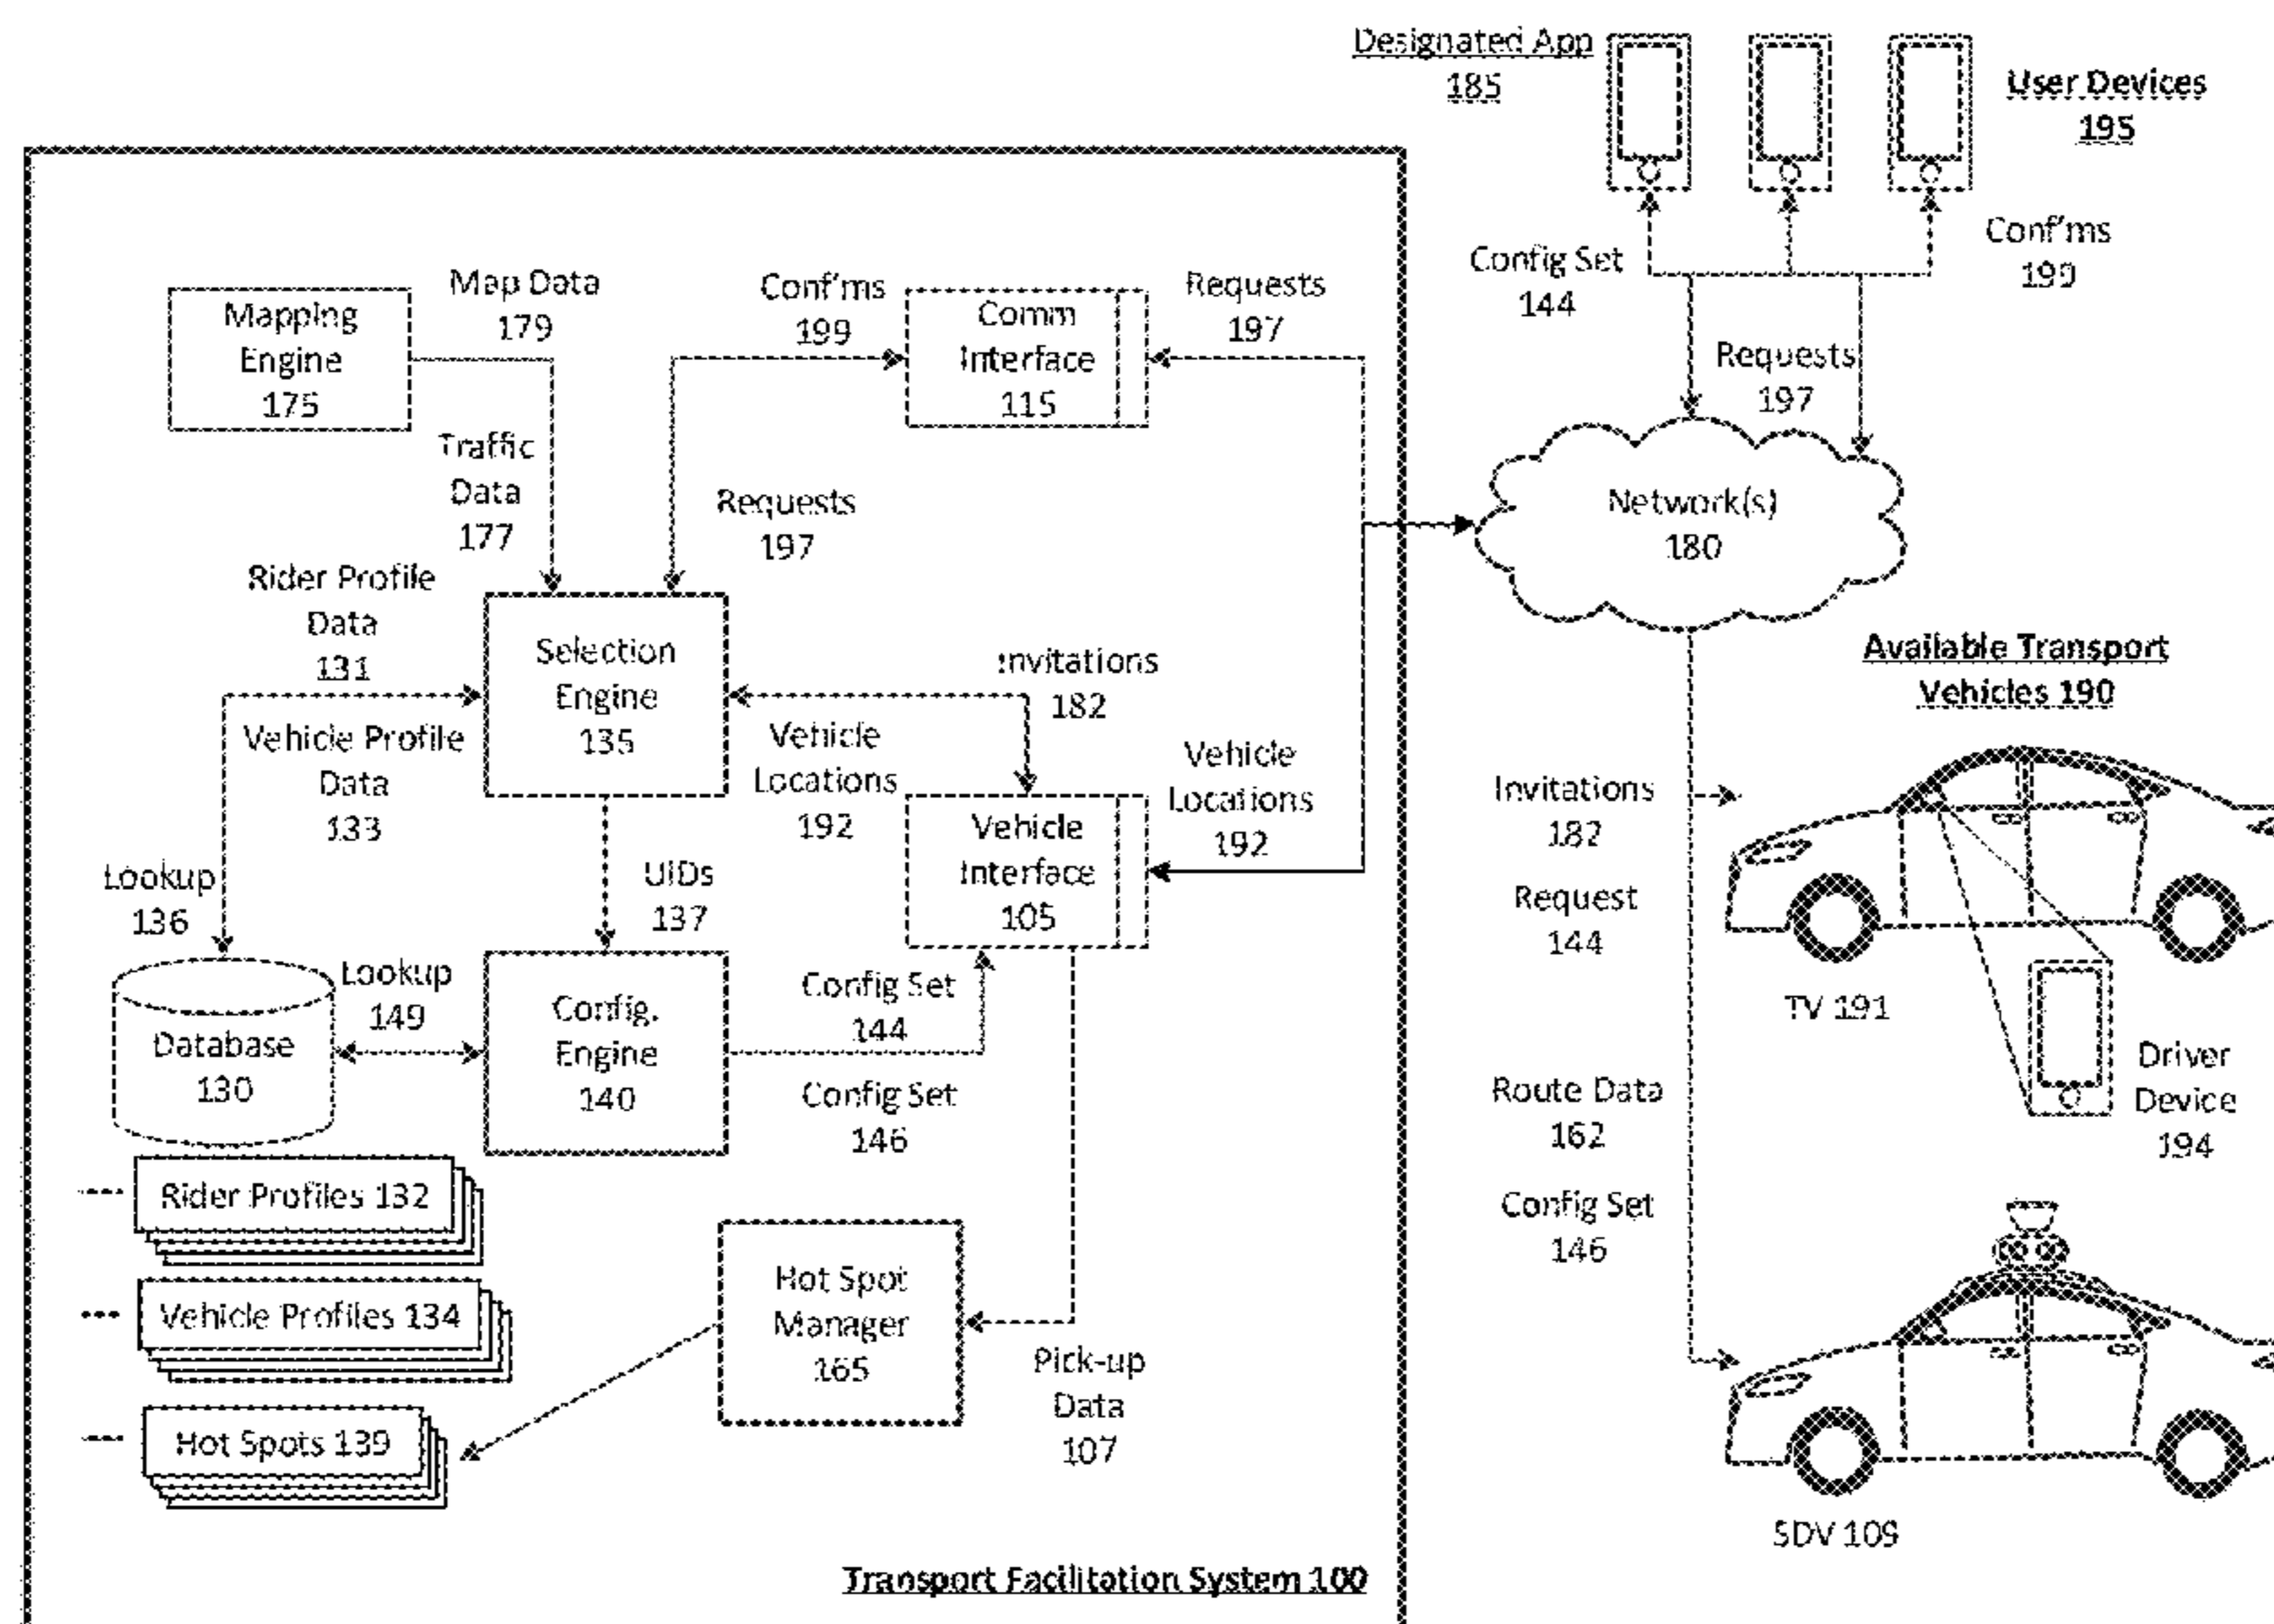 Designated App
185
User Devices
195
Config Set
144
Conf'ms
199
Requests
197
Network(s)
180
Mapping
Engine
175
Map Data
179
Traffic
Data
177
Conf'ms
199
Comm
Interface
115
Requests
197
Requests
197
Rider Profile
Data
131
Vehicle Profile
Data
133
Selection
Engine
135
Invitations
182
Vehicle
Locations
192
Vehicle
Locations
192
Vehicle
Interface
105
Lookup
136
UIDs
137
Database
130
Lookup
149
Config.
Engine
140
Config Set
144
Config Set
146
Rider Profiles 132
Vehicle Profiles 134
Hot Spots 139
Hot Spot
Manager
165
Pick-up
Data
107
Transport Facilitation System 100
Available Transport
Vehicles 190
Invitations
182
Request
144
TV 191
Driver
Device
194
Route Data
162
Config Set
146
SDV 109